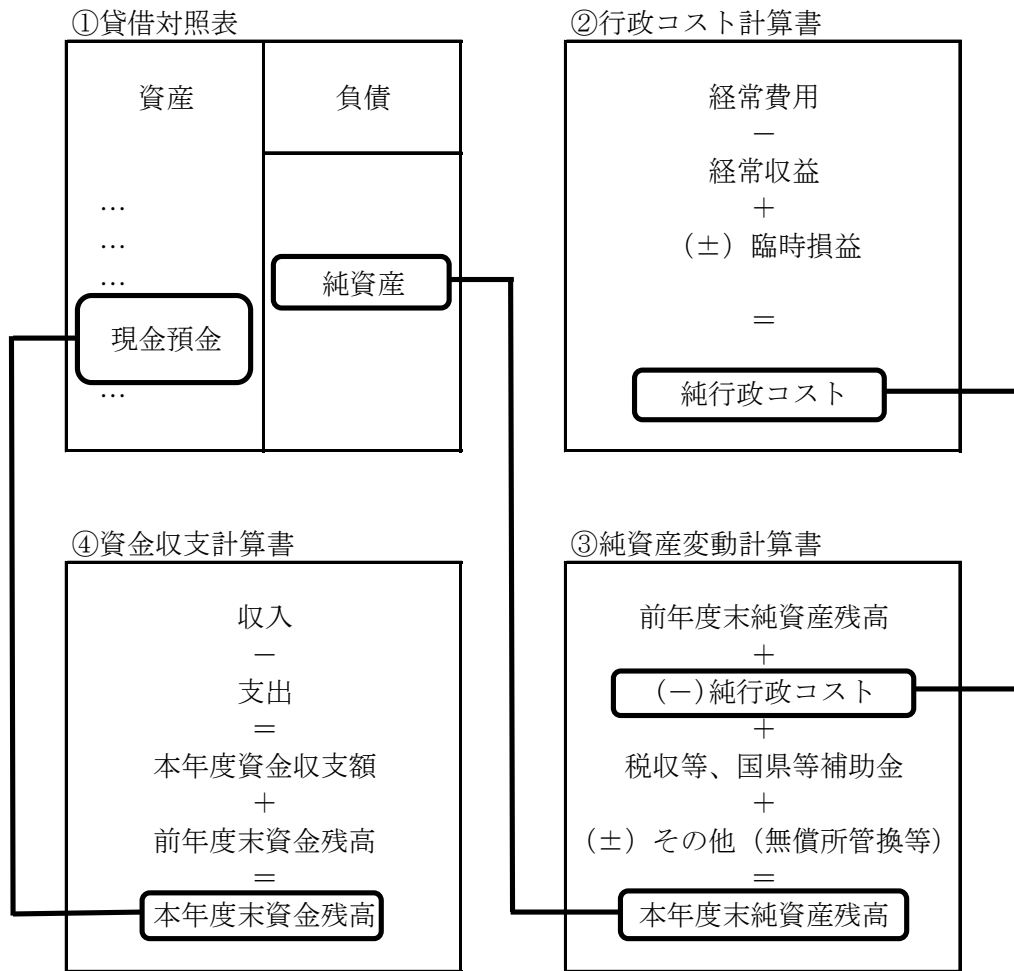 ①貸借対照表
資産
負債
…
…
…
現金預金
…
純資産
②行政コスト計算書
経常費用
－
経常収益
＋
(±) 臨時損益
＝
純行政コスト
④資金収支計算書
収入
－
支出
＝
本年度資金収支額
＋
前年度末資金残高
＝
本年度末資金残高
③純資産変動計算書
前年度末純資産残高
＋
(－)純行政コスト
＋
税収等、国県等補助金
＋
(±) その他（無償所管換等）
＝
本年度末純資産残高